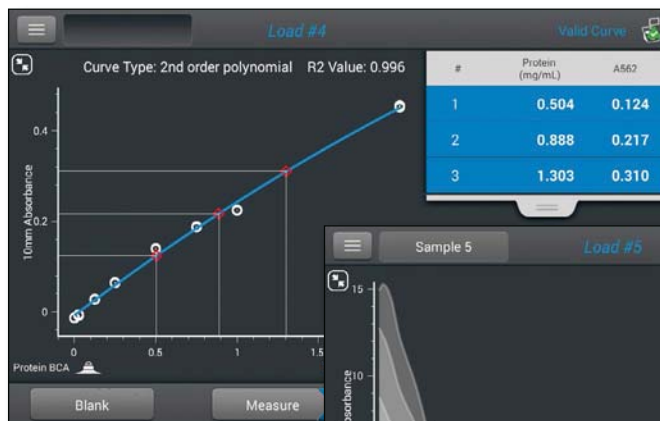 Load #4
Valid Curve
Curve Type: 2nd order polynomial R2 Value: 0.996
# Protein (mg/mL) A562
1 0.504 0.124
2 0.888 0.217
3 1.303 0.310
10mm Absorbance
0.4
0.2
0
0 0.5 1 1.5
Protein BCA
Blank Measure
Sample 5 Load #5
15
10